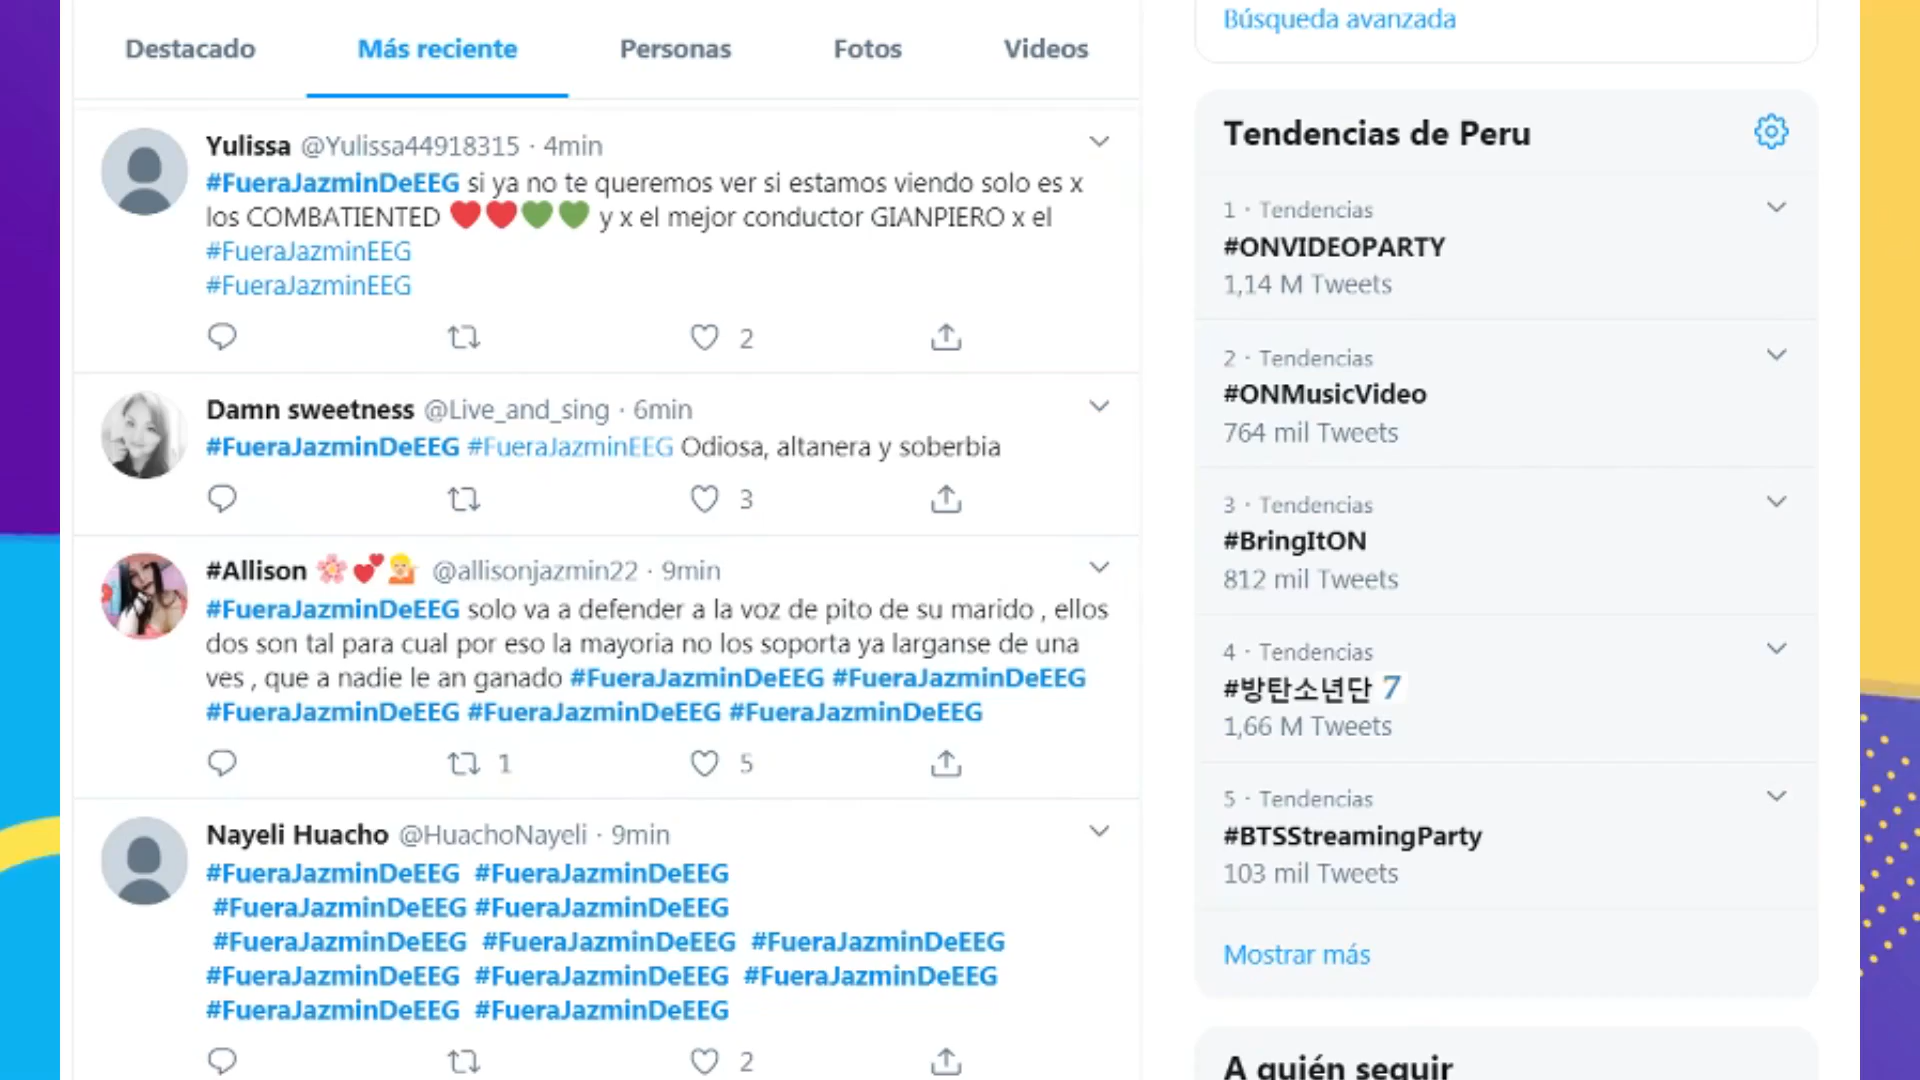 Destacado Más reciente Personas Fotos Videos
Yulissa @Yulissa44918315 · 4min
#FueraJazminDeEEG si ya no te queremos ver si estamos viendo solo es x
los COMBATIENTED ❤️❤️💚💚 y x el mejor conductor GIANPIERO x el
#FueraJazminEEG
#FueraJazminEEG
2
Damn sweetness @Live_and_sing · 6min
#FueraJazminDeEEG #FueraJazminEEG Odiosa, altanera y soberbia
3
#Allison 🌸💕💁 @allisonjazmin22 · 9min
#FueraJazminDeEEG solo va a defender a la voz de pito de su marido , ellos
dos son tal para cual por eso la mayoria no los soporta ya larganse de una
ves , que a nadie le an ganado #FueraJazminDeEEG #FueraJazminDeEEG
#FueraJazminDeEEG #FueraJazminDeEEG #FueraJazminDeEEG
1 5
Nayeli Huacho @HuachoNayeli · 9min
#FueraJazminDeEEG #FueraJazminDeEEG
#FueraJazminDeEEG #FueraJazminDeEEG
#FueraJazminDeEEG #FueraJazminDeEEG #FueraJazminDeEEG
#FueraJazminDeEEG #FueraJazminDeEEG #FueraJazminDeEEG
#FueraJazminDeEEG #FueraJazminDeEEG
2
Búsqueda avanzada
Tendencias de Peru
1 · Tendencias
#ONVIDEOPARTY
1,14 M Tweets
2 · Tendencias
#ONMusicVideo
764 mil Tweets
3 · Tendencias
#BringItON
812 mil Tweets
4 · Tendencias
#방탄소년단 7
1,66 M Tweets
5 · Tendencias
#BTSStreamingParty
103 mil Tweets
Mostrar más
A quién seguir